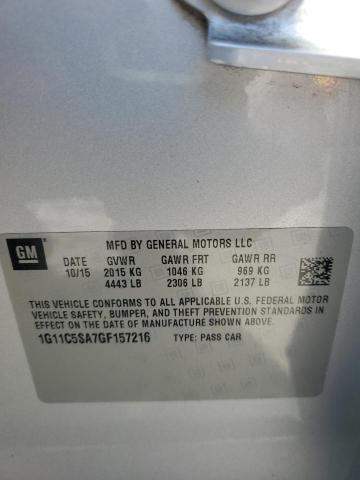 GM
MFD BY GENERAL MOTORS LLC
DATE GVWR GAWR FRT GAWR RR
10/15 2015 KG 1046 KG 969 KG
4443 LB 2306 LB 2137 LB
THIS VEHICLE CONFORMS TO ALL APPLICABLE U.S. FEDERAL MOTOR
VEHICLE SAFETY, BUMPER, AND THEFT PREVENTION STANDARDS
IN EFFECT ON THE DATE OF MANUFACTURE SHOWN ABOVE.
1G11C5SA7GF157216 TYPE: PASS CAR